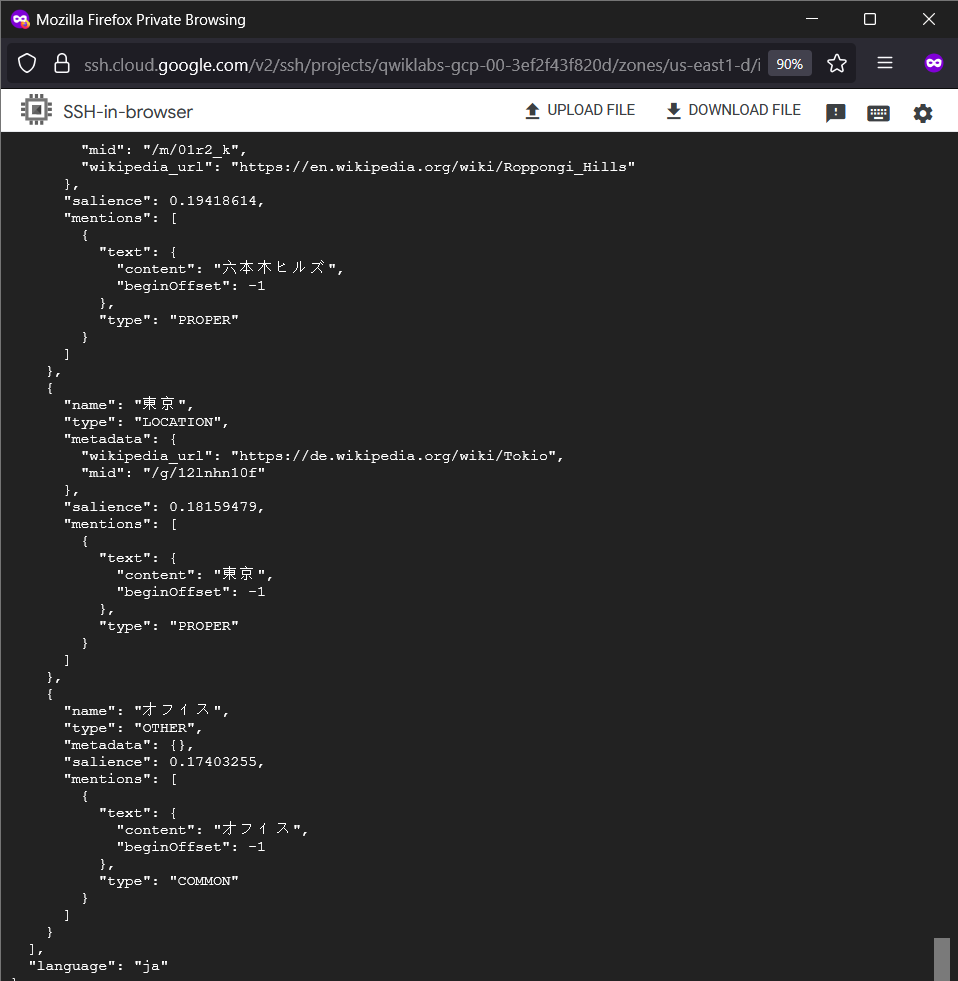 Mozilla Firefox Private Browsing
ssh.cloud.google.com/v2/ssh/projects/qwiklabs-gcp-00-3ef2f43f820d/zones/us-east1-d/i 90%
SSH-in-browser UPLOAD FILE DOWNLOAD FILE
"mid": "/m/01r2_k",
"wikipedia_url": "https://en.wikipedia.org/wiki/Roppongi_Hills"
},
"salience": 0.19418614,
"mentions": [
{
"text": {
"content": "六本木ヒルズ",
"beginOffset": -1
},
"type": "PROPER"
}
]
},
{
"name": "東京",
"type": "LOCATION",
"metadata": {
"wikipedia_url": "https://de.wikipedia.org/wiki/Tokio",
"mid": "/g/12lnhn10f"
},
"salience": 0.18159479,
"mentions": [
{
"text": {
"content": "東京",
"beginOffset": -1
},
"type": "PROPER"
}
]
},
{
"name": "オフィス",
"type": "OTHER",
"metadata": {},
"salience": 0.17403255,
"mentions": [
{
"text": {
"content": "オフィス",
"beginOffset": -1
},
"type": "COMMON"
}
]
}
],
"language": "ja"